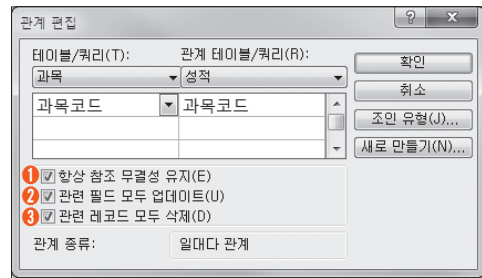 관계 편집
테이블/쿼리(T): 관계 테이블/쿼리(R):
과목 성적
과목코드 과목코드
확인
취소
조인 유형(J)...
새로 만들기(N)...
1 항상 참조 무결성 유지(E)
2 관련 필드 모두 업데이트(U)
3 관련 레코드 모두 삭제(D)
관계 종류: 일대다 관계